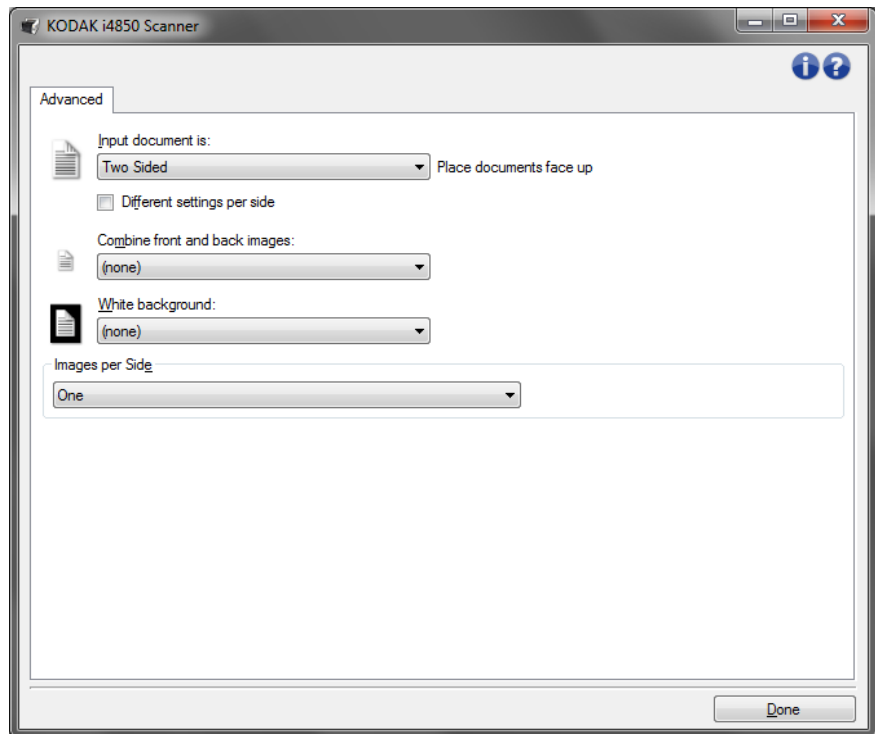 KODAK i4850 Scanner
Advanced
Input document is:
Two Sided Place documents face up
Different settings per side
Combine front and back images:
(none)
White background:
(none)
Images per Side
One
Done